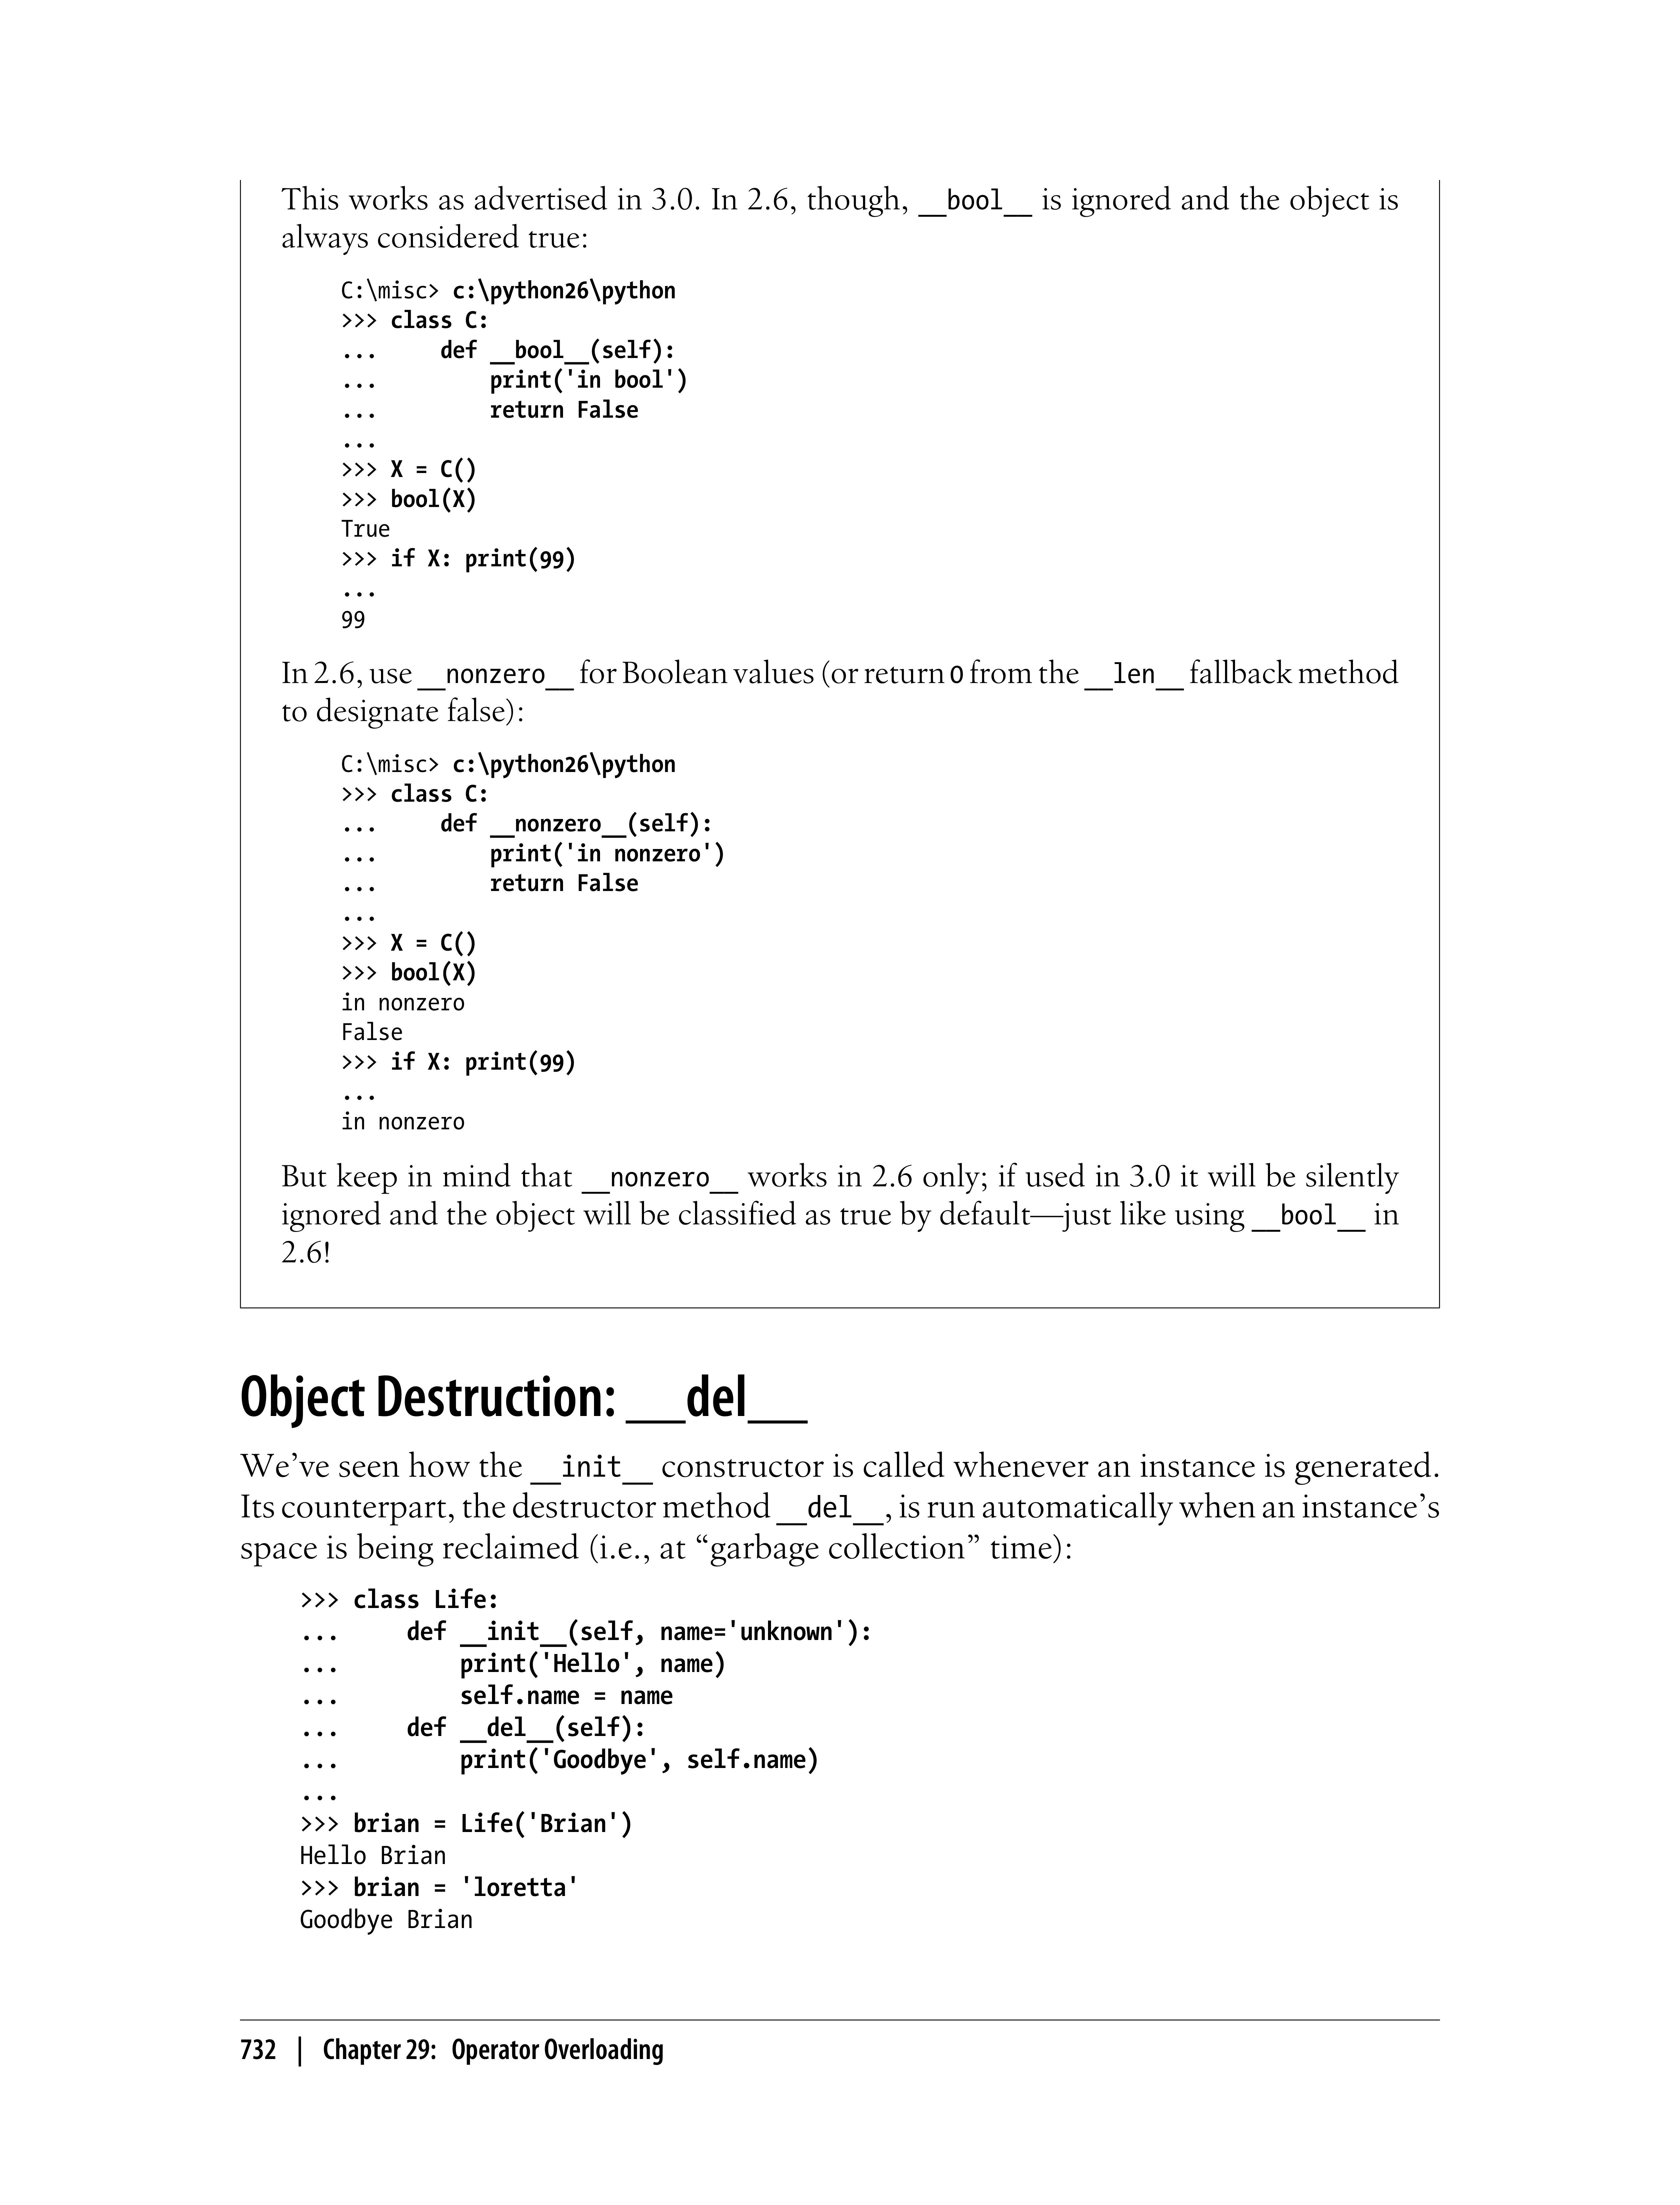 This works as advertised in 3.0. In 2.6, though, __bool__ is ignored and the object is
always considered true:
C:\misc> c:\python26\python
>>> class C:
...     def __bool__(self):
...         print('in bool')
...         return False
...
>>> X = C()
>>> bool(X)
True
>>> if X: print(99)
...
99
In 2.6, use __nonzero__ for Boolean values (or return 0 from the __len__ fallback method
to designate false):
C:\misc> c:\python26\python
>>> class C:
...     def __nonzero__(self):
...         print('in nonzero')
...         return False
...
>>> X = C()
>>> bool(X)
in nonzero
False
>>> if X: print(99)
...
in nonzero
But keep in mind that __nonzero__ works in 2.6 only; if used in 3.0 it will be silently
ignored and the object will be classified as true by default—just like using __bool__ in
2.6!
Object Destruction: __del__
We’ve seen how the __init__ constructor is called whenever an instance is generated.
Its counterpart, the destructor method __del__, is run automatically when an instance’s
space is being reclaimed (i.e., at “garbage collection” time):
>>> class Life:
...     def __init__(self, name='unknown'):
...         print('Hello', name)
...         self.name = name
...     def __del__(self):
...         print('Goodbye', self.name)
...
>>> brian = Life('Brian')
Hello Brian
>>> brian = 'loretta'
Goodbye Brian
732 | Chapter 29: Operator Overloading